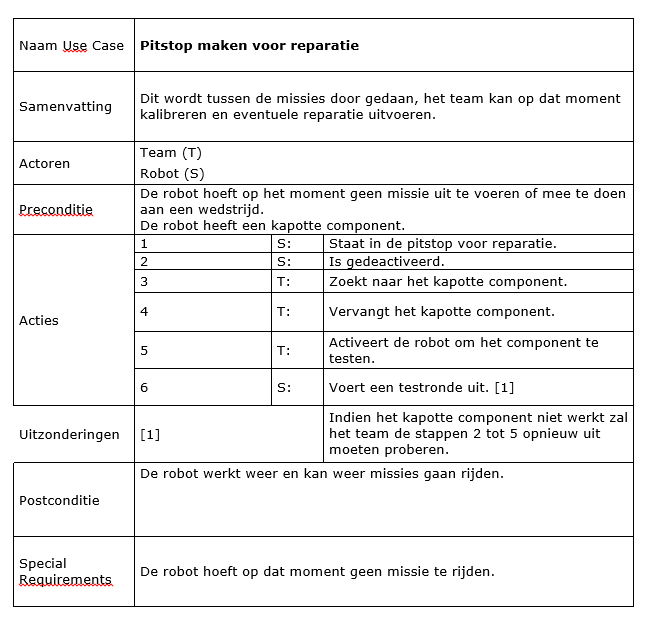 Naam Use Case Pitstop maken voor reparatie
Samenvatting
Dit wordt tussen de missies door gedaan, het team kan op dat moment
kalibreren en eventuele reparatie uitvoeren.
Actoren
Team (T)
Robot (S)
Preconditie
De robot hoeft op het moment geen missie uit te voeren of mee te doen
aan een wedstrijd.
De robot heeft een kapotte component.
Acties
1 S: Staat in de pitstop voor reparatie.
2 S: Is gedeactiveerd.
3 T: Zoekt naar het kapotte component.
4 T: Vervangt het kapotte component.
5 T: Activeert de robot om het component te
testen.
6 S: Voert een testronde uit. [1]
Uitzonderingen [1]
Indien het kapotte component niet werkt zal
het team de stappen 2 tot 5 opnieuw uit
moeten proberen.
Postconditie
De robot werkt weer en kan weer missies gaan rijden.
Special
Requirements
De robot hoeft op dat moment geen missie te rijden.